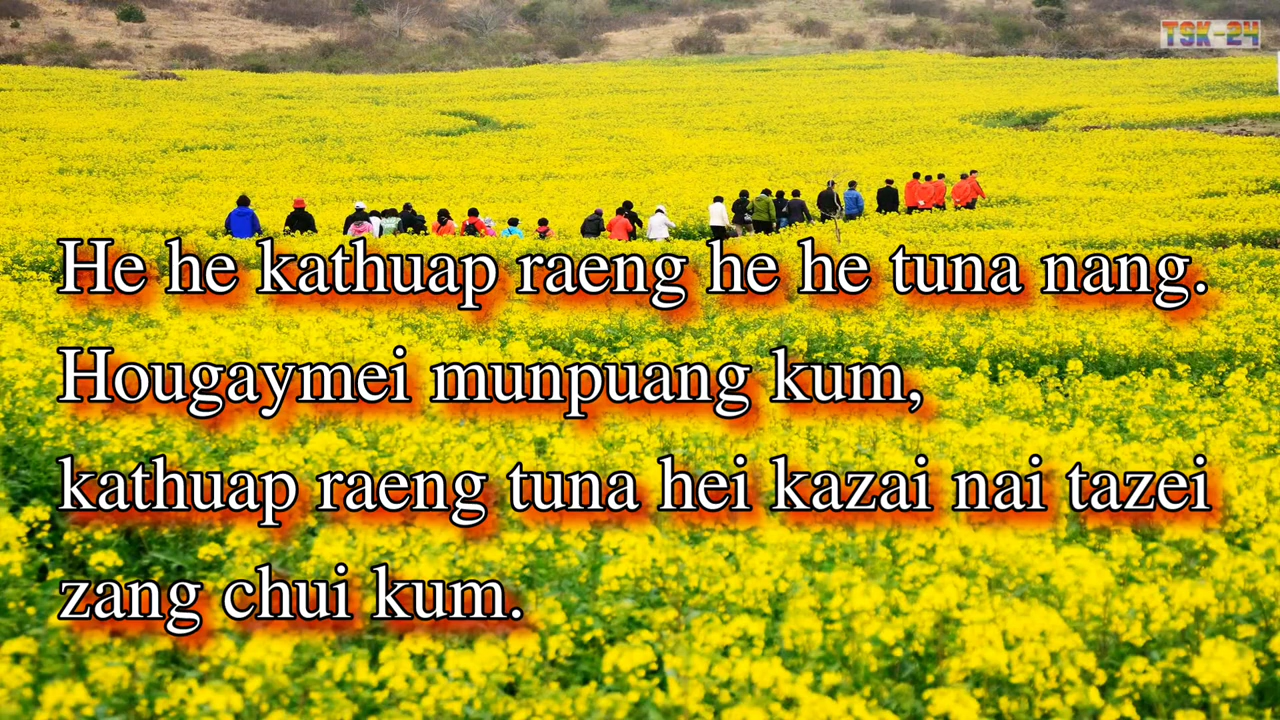 T9K-24
He he kathuap raeng he he tuna nang.
Hougaymei munpuang kum,
kathuap raeng tuna hei kazai nai tazei
zang chui kum.